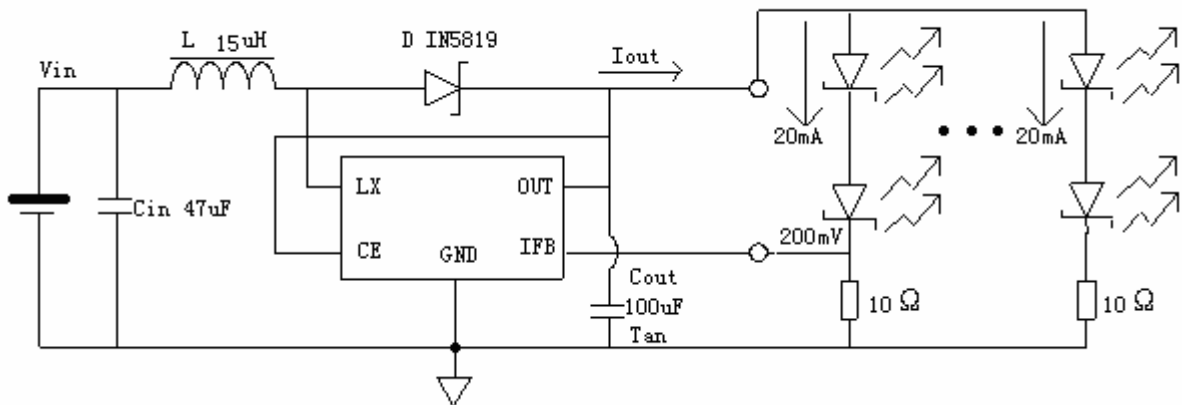 L 15uH
D IN5819
Vin
Iout
20mA
20mA
LX
OUT
Cin 47uF
CE
GND
IFB
200mV
Cout
100uF
Tan
10 Ω
10 Ω